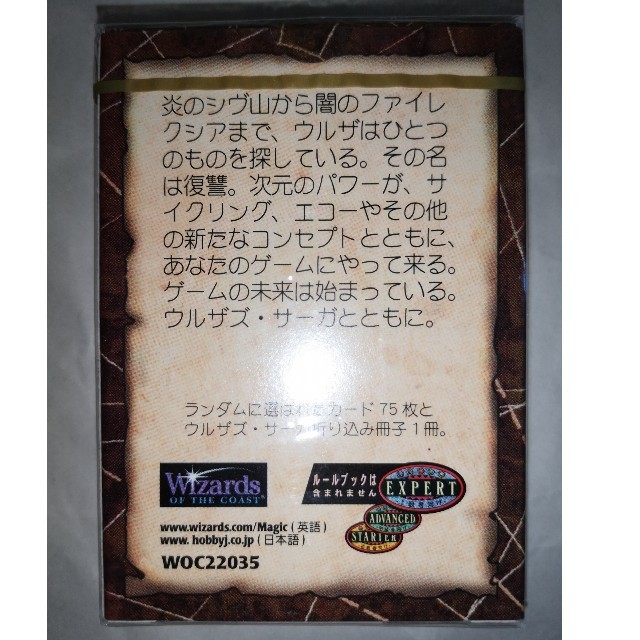 炎のシヴ山から闇のファイレ
クシアまで、ウルザはひとつ
のものを探している。その名
は復讐。次元のパワーが、サ
イクリング、エコーやその他
の新たなコンセプトとともに、
あなたのゲームにやって来る。
ゲームの未来は始まっている。
ウルザズ・サーガとともに。
ランダムに選ばれたカード75枚と
ウルザズ・サーガ折り込み冊子1冊。
Wizards
OF THE COAST
ルールブックは
含まれません
EXPERT
ADVANCED
STARTER
www.wizards.com/Magic (英語)
www. hobbyj.co.jp (日本語)
WOC22035